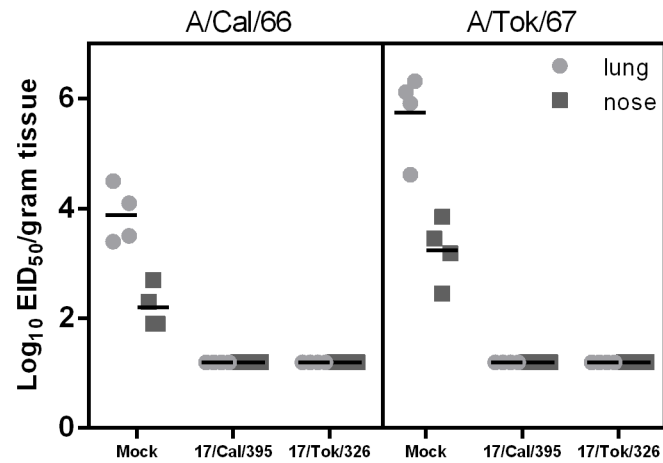 A/Cal/66 A/Tok/67
Log10 EID50/gram tissue
6
4
2
0
lung
nose
Mock 17/Cal/395 17/Tok/326 Mock 17/Cal/395 17/Tok/326